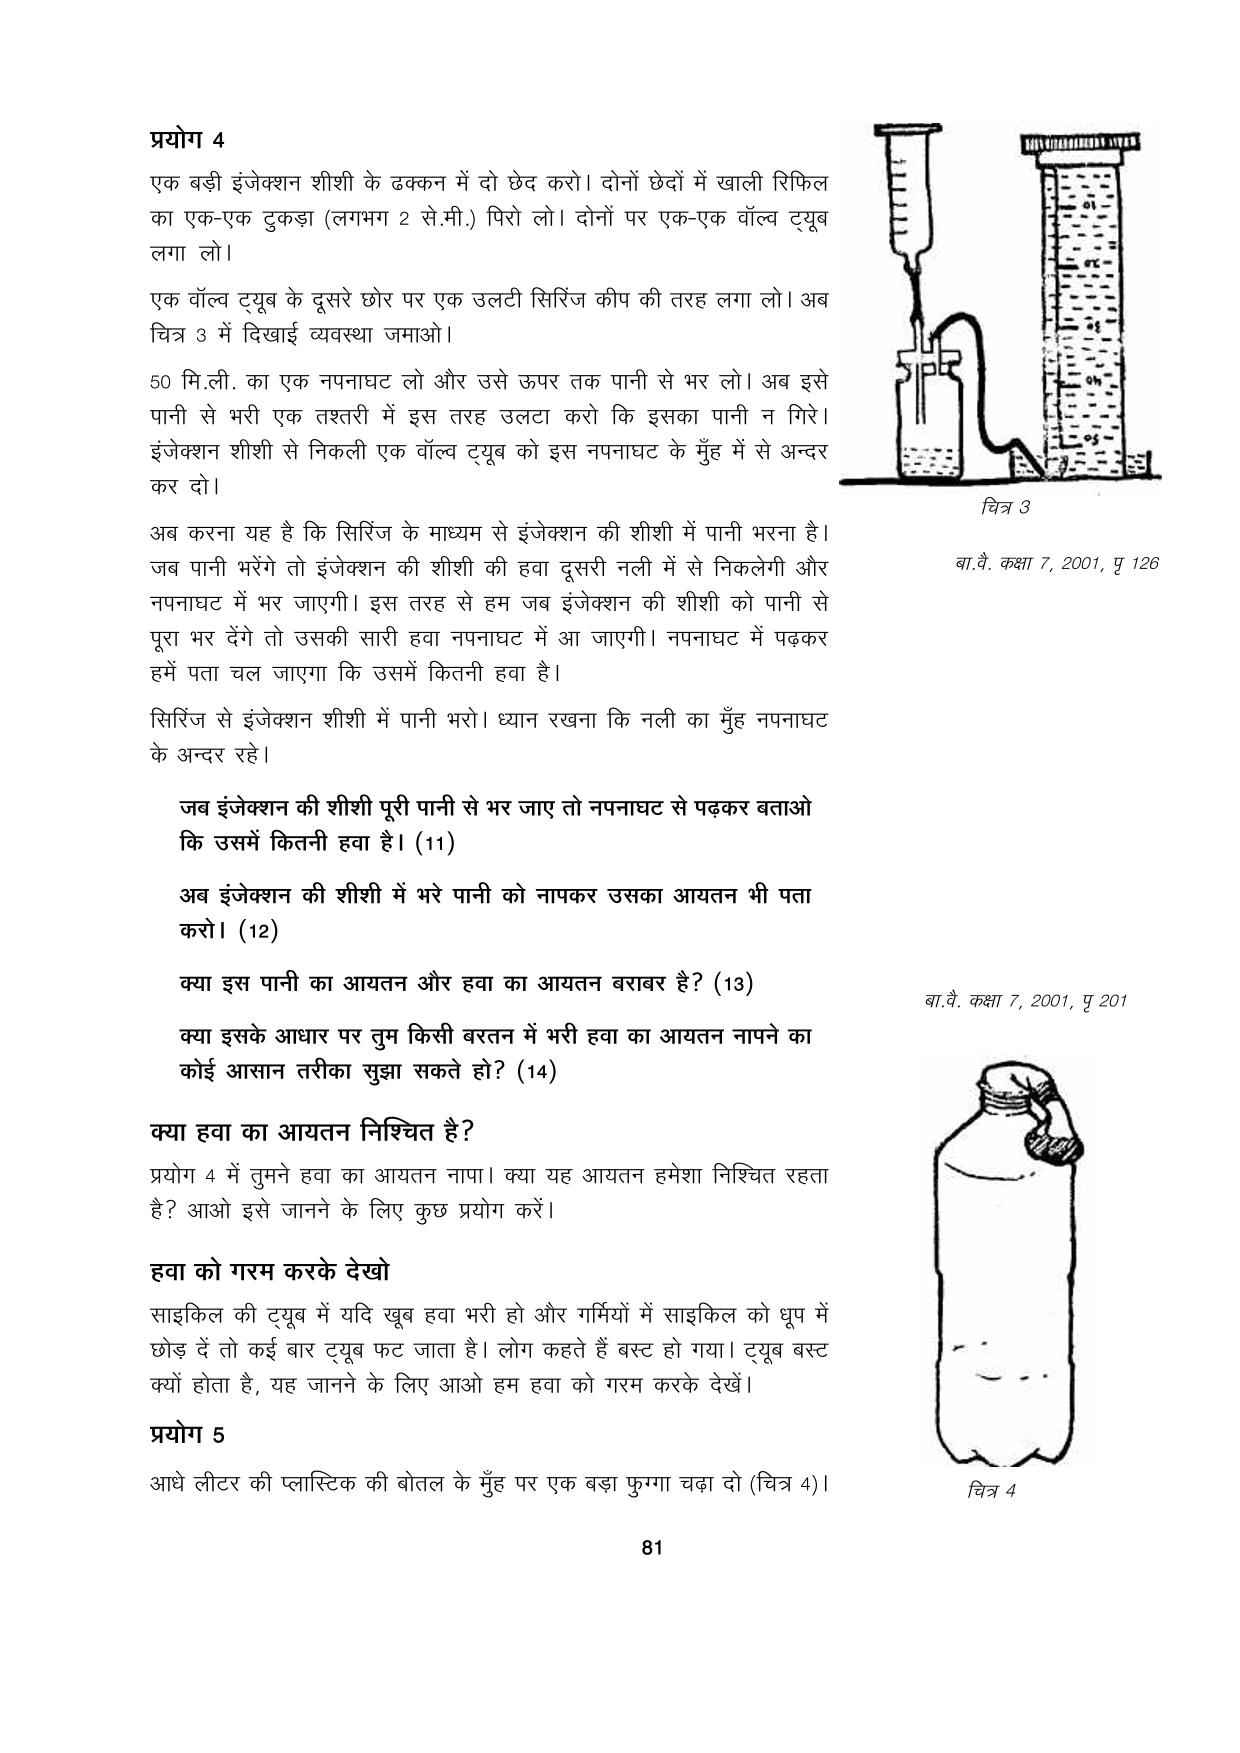 प्रयोग 4
एक बड़ी इंजेक्शन शीशी के ढक्कन में दो छेद करो। दोनों छेदों में खाली रिफिल
का एक-एक टुकड़ा (लगभग 2 से.मी.) पिरो लो। दोनों पर एक-एक वॉल्व ट्यूब
लगा लो।
एक वॉल्व ट्यूब के दूसरे छोर पर एक उलटी सिरिंज कीप की तरह लगा लो। अब
चित्र 3 में दिखाई व्यवस्था जमाओ।
50 मि.ली. का एक नपनाघट लो और उसे ऊपर तक पानी से भर लो। अब इसे
पानी से भरी एक तश्तरी में इस तरह उलटा करो कि इसका पानी न गिरे।
इंजेक्शन शीशी से निकली एक वॉल्व ट्यूब को इस नपनाघट के मुँह में से अन्दर
कर दो।
चित्र 3
अब करना यह है कि सिरिंज के माध्यम से इंजेक्शन की शीशी में पानी भरना है।
जब पानी भरेंगे तो इंजेक्शन की शीशी की हवा दूसरी नली में से निकलेगी और
नपनाघट में भर जाएगी। इस तरह से हम जब इंजेक्शन की शीशी को पानी से
पूरा भर देंगे तो उसकी सारी हवा नपनाघट में आ जाएगी। नपनाघट में पढ़कर
हमें पता चल जाएगा कि उसमें कितनी हवा है।
बा.वै. कक्षा 7, 2001, पृ 126
सिरिंज से इंजेक्शन शीशी में पानी भरो। ध्यान रखना कि नली का मुँह नपनाघट
के अन्दर रहे।
जब इंजेक्शन की शीशी पूरी पानी से भर जाए तो नपनाघट से पढ़कर बताओ
कि उसमें कितनी हवा है। (11)
अब इंजेक्शन की शीशी में भरे पानी को नापकर उसका आयतन भी पता
करो। (12)
क्या इस पानी का आयतन और हवा का आयतन बराबर है? (13)
बा.वै. कक्षा 7, 2001, पृ 201
क्या इसके आधार पर तुम किसी बरतन में भरी हवा का आयतन नापने का
कोई आसान तरीका सुझा सकते हो? (14)
क्या हवा का आयतन निश्चित है?
प्रयोग 4 में तुमने हवा का आयतन नापा। क्या यह आयतन हमेशा निश्चित रहता
है? आओ इसे जानने के लिए कुछ प्रयोग करें।
हवा को गरम करके देखो
साइकिल की ट्यूब में यदि खूब हवा भरी हो और गर्मियों में साइकिल को धूप में
छोड़ दें तो कई बार ट्यूब फट जाता है। लोग कहते हैं बस्ट हो गया। ट्यूब बस्ट
क्यों होता है, यह जानने के लिए आओ हम हवा को गरम करके देखें।
प्रयोग 5
आधे लीटर की प्लास्टिक की बोतल के मुँह पर एक बड़ा फुग्गा चढ़ा दो (चित्र 4)।
चित्र 4
81